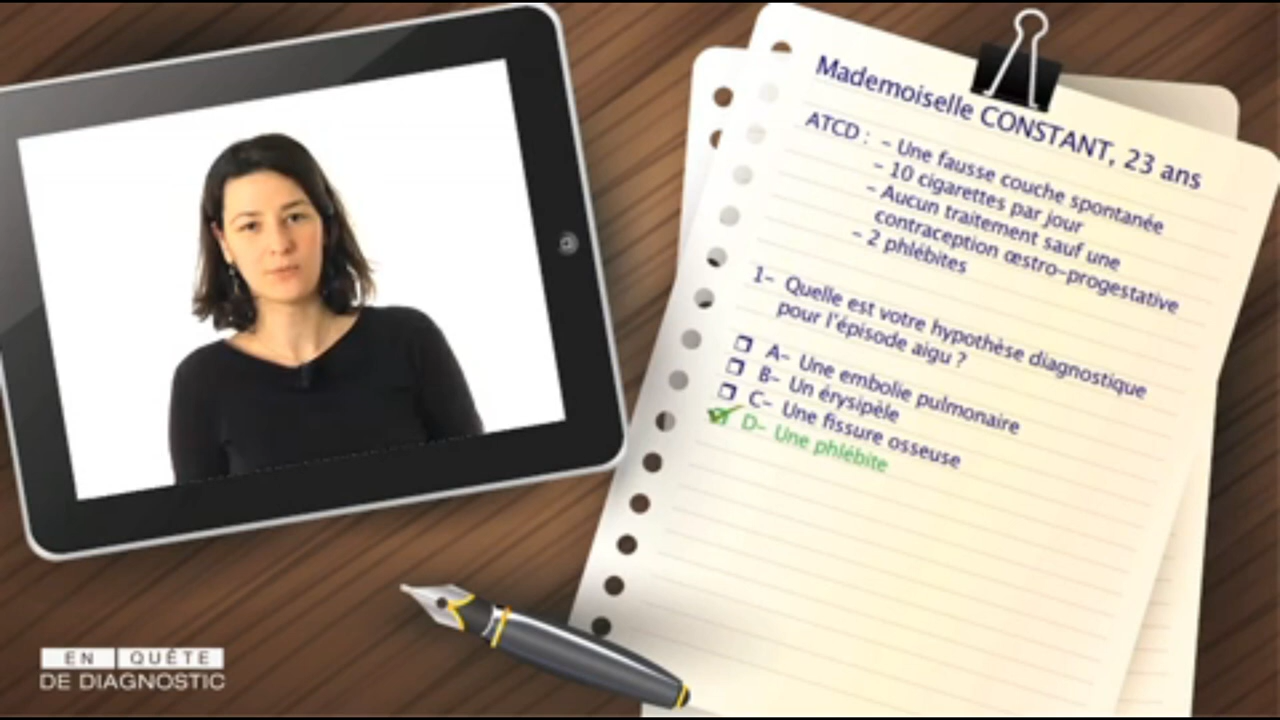 Mademoiselle CONSTANT, 23 ans
ATCD : – Une fausse couche spontanée
– 10 cigarettes par jour
– Aucun traitement sauf une
contraception œstro-progestative
– 2 phlébites
1– Quelle est votre hypothèse diagnostique
pour l'épisode aigu ?
A– Une embolie pulmonaire
B– Un érysipèle
C– Une fissure osseuse
D– Une phlébite
EN QUÊTE
DE DIAGNOSTIC